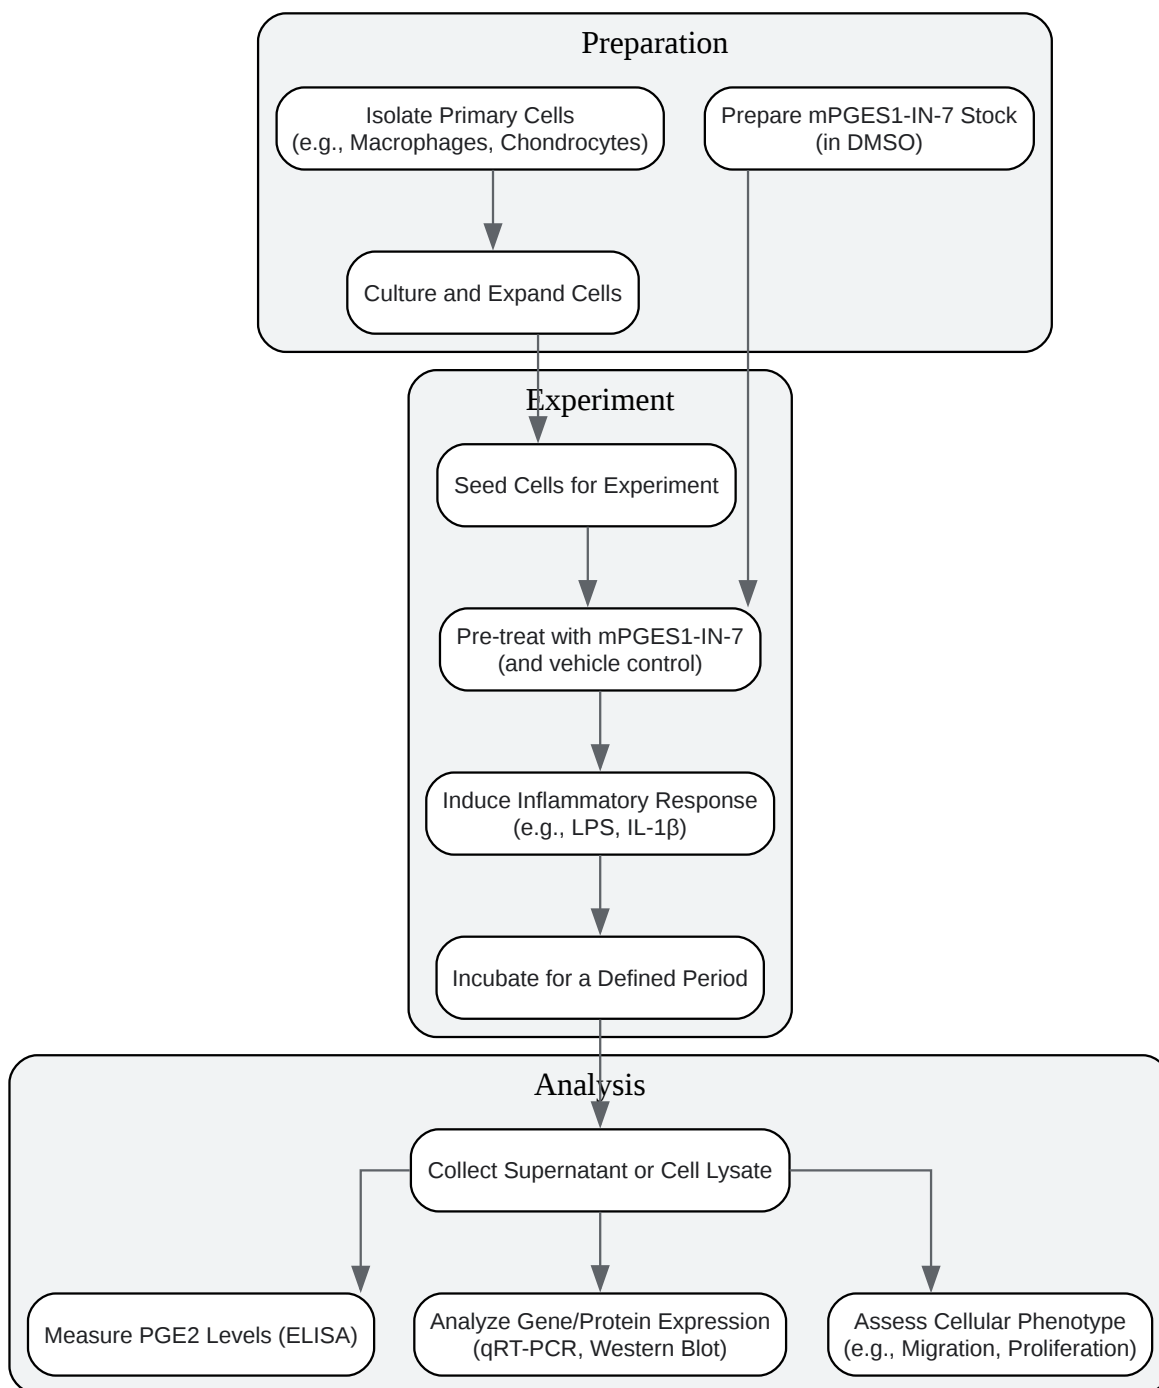 Preparation
Isolate Primary Cells
(e.g., Macrophages, Chondrocytes)
Prepare mPGES1-IN-7 Stock
(in DMSO)
Culture and Expand Cells
Experiment
Seed Cells for Experiment
Pre-treat with mPGES1-IN-7
(and vehicle control)
Induce Inflammatory Response
(e.g., LPS, IL-1β)
Incubate for a Defined Period
Analysis
Collect Supernatant or Cell Lysate
Measure PGE2 Levels (ELISA)
Analyze Gene/Protein Expression
(qRT-PCR, Western Blot)
Assess Cellular Phenotype
(e.g., Migration, Proliferation)